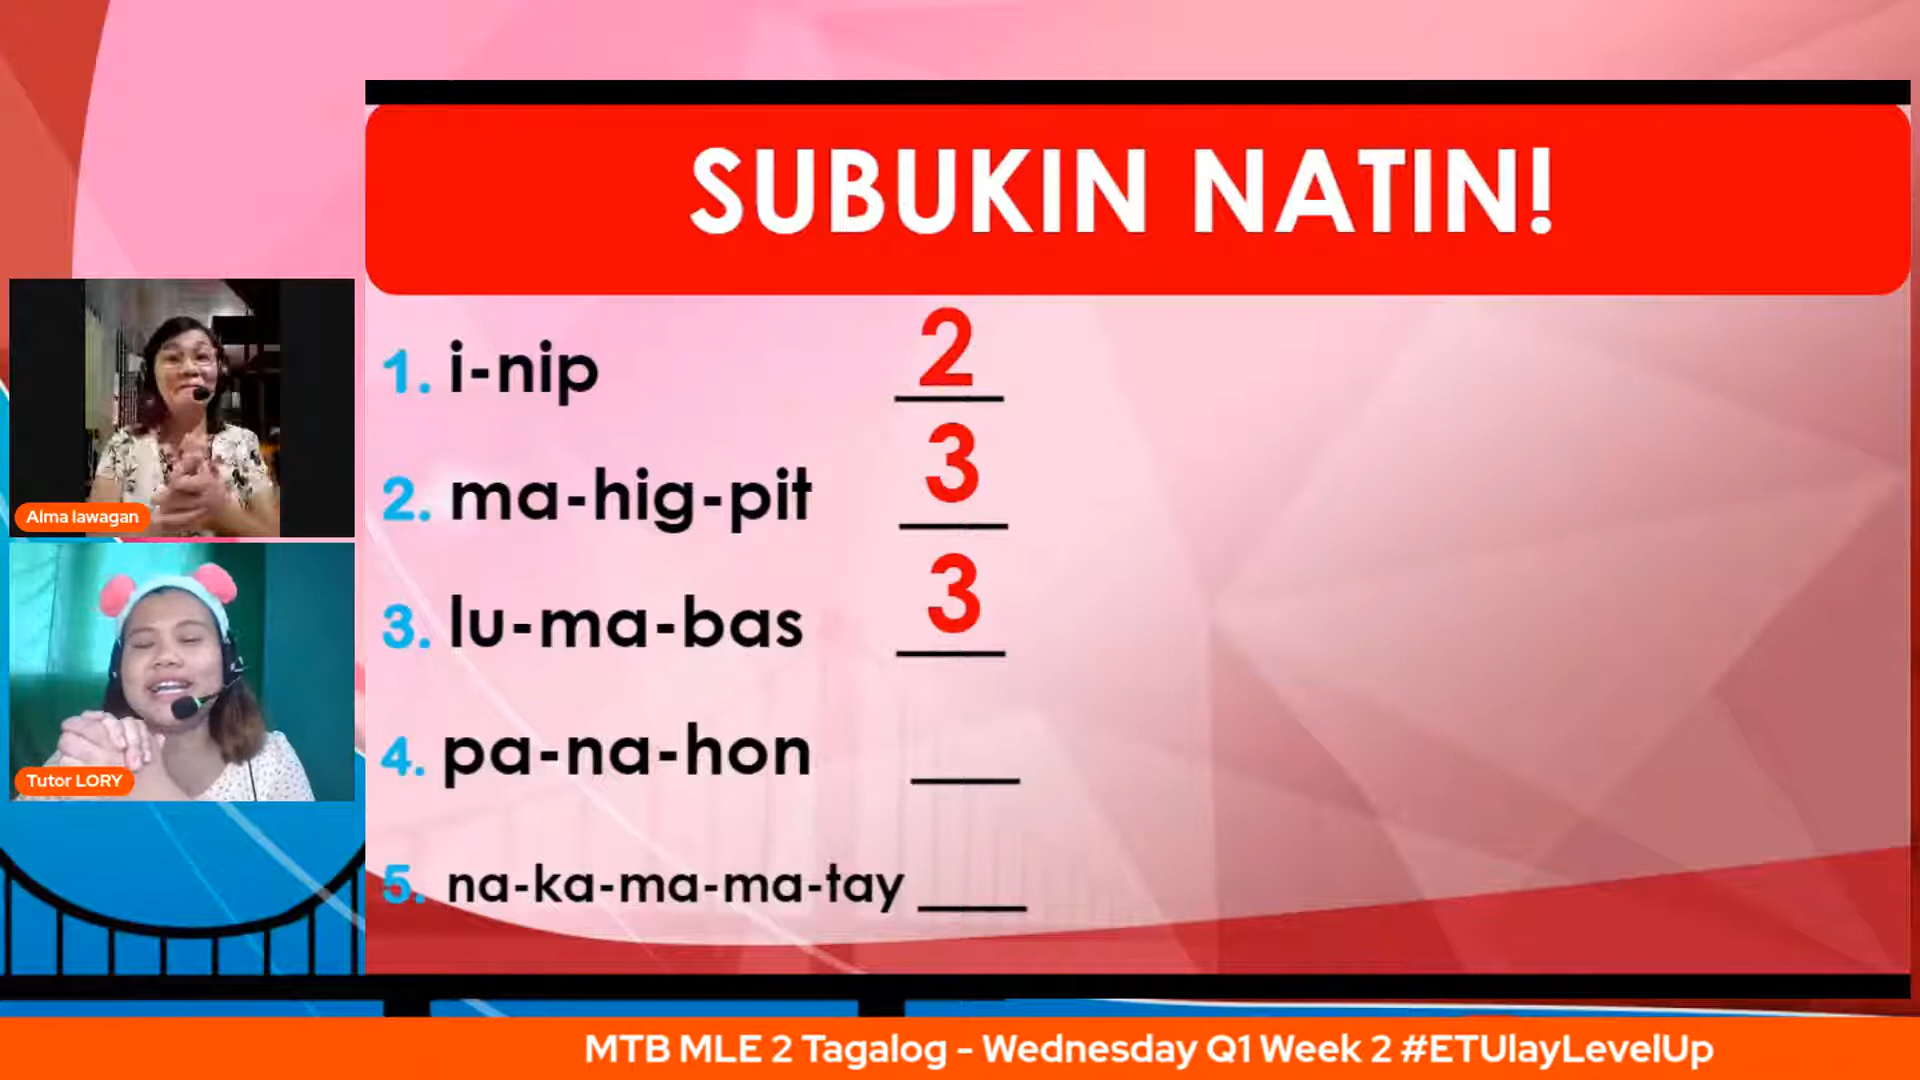 SUBUKIN NATIN!
1. i-nip 2
2. ma-hig-pit 3
3. lu-ma-bas 3
4. pa-na-hon ___
5. na-ka-ma-ma-tay ___
Alma lawagan
Tutor LORY
MTB MLE 2 Tagalog - Wednesday Q1 Week 2 #ETUlayLevelUp